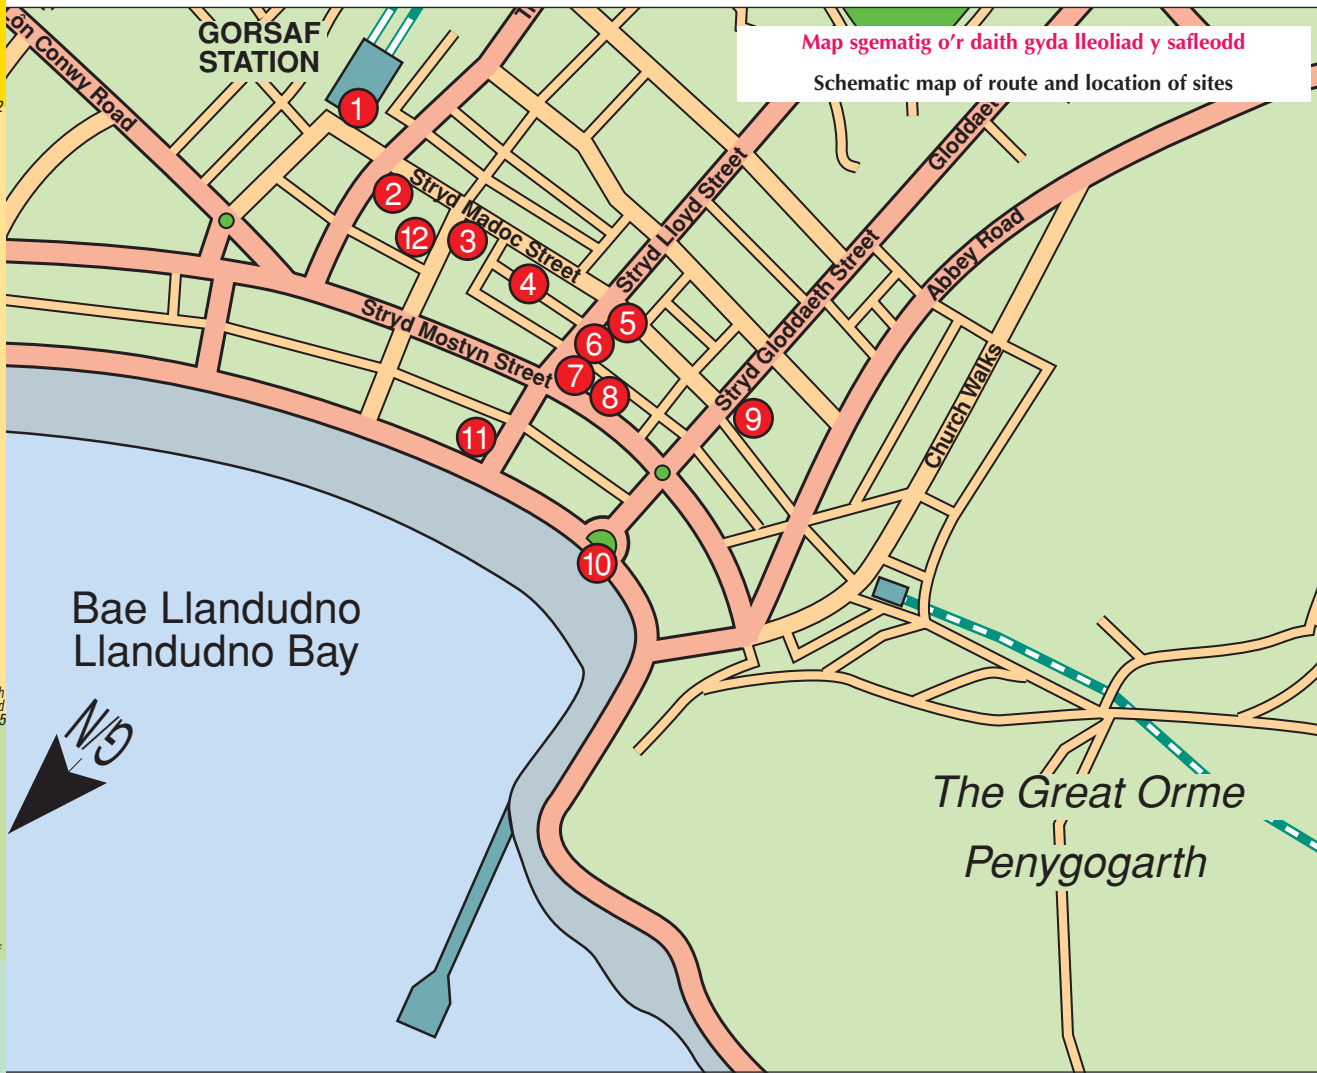 Map sgematig o'r daith gyda lleoliad y safleodd
Schematic map of route and location of sites
GORSAF
STATION
Lôn Conwy Road
1
2
Stryd Madoc Street
12
3
4
Stryd Lloyd Street
Gloddaet
Abbey Road
Stryd Mostyn Street
5
6
7
8
Stryd Gloddaeth Street
9
Church Walks
11
10
Bae Llandudno
Llandudno Bay
G/N
The Great Orme
Penygogarth